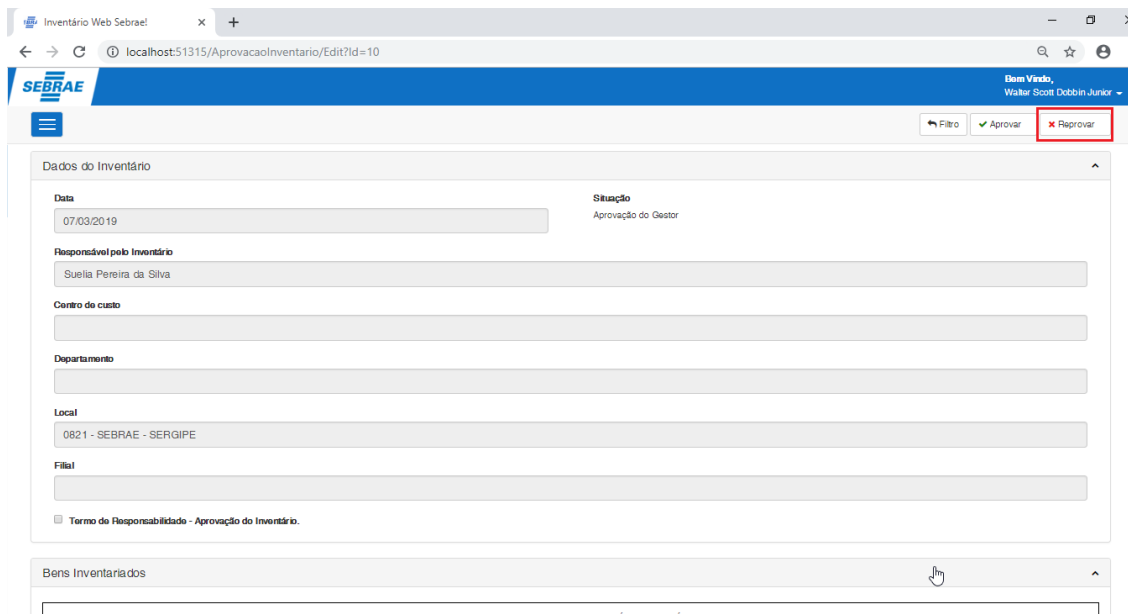 Inventário Web Sebrae!
localhost:51315/AprovacaoInventario/Edit?Id=10
SEBRAE
Bem Vindo,
Walter Scott Dobbin Junior
Filtro
Aprovar
Reprovar
Dados do Inventário
Data
Situação
07/03/2019
Aprovação do Gestor
Responsável pelo Inventário
Suelia Pereira da Silva
Centro de custo
Departamento
Local
0821 - SEBRAE - SERGIPE
Filial
Termo de Responsabilidade - Aprovação do Inventário.
Bens Inventariados